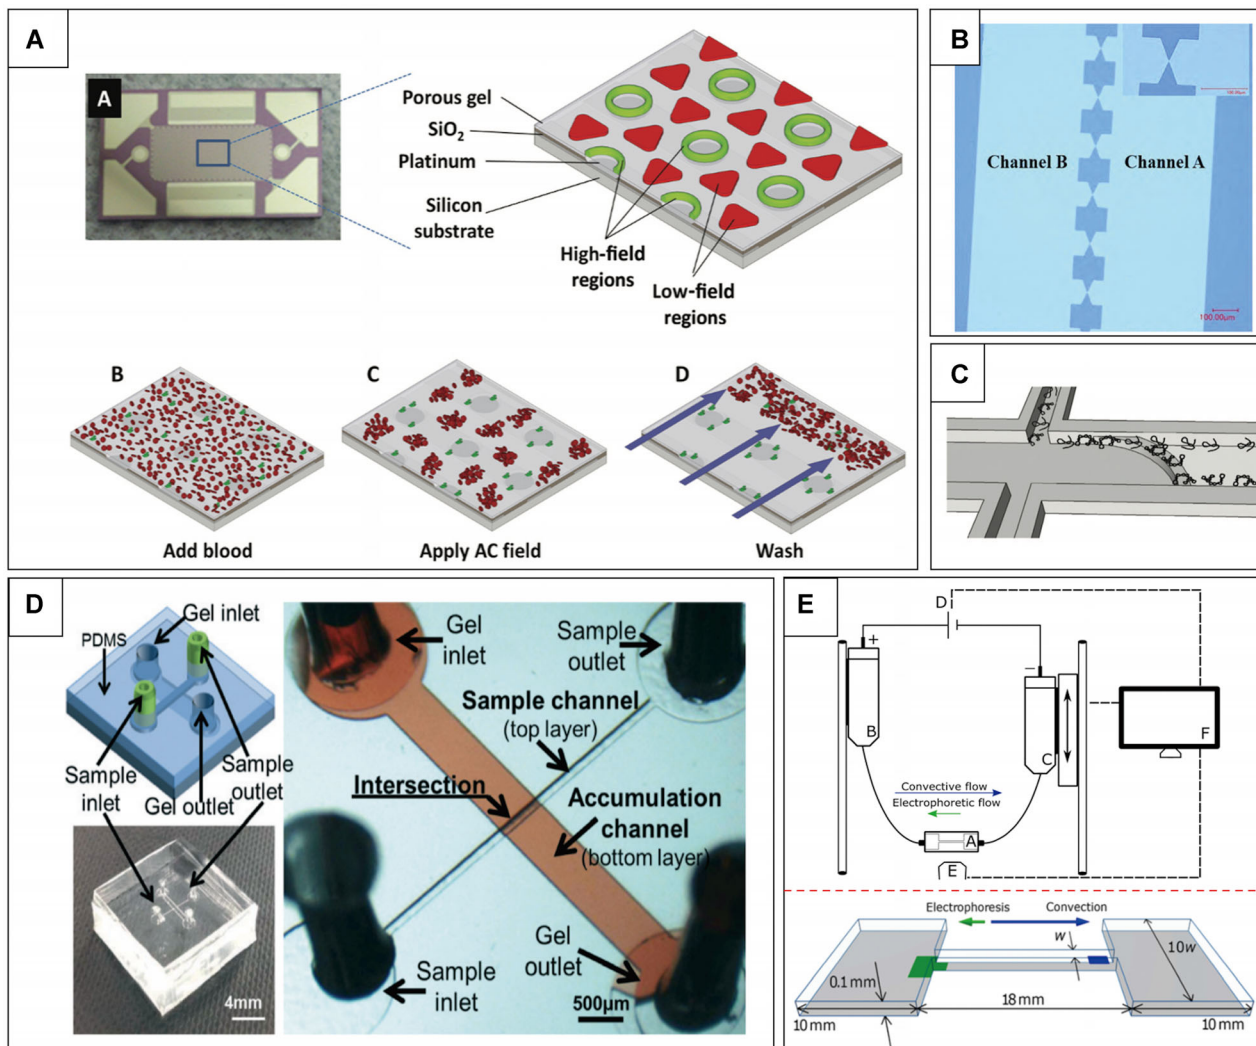 A
A
Porous gel
SiO₂
Platinum
Silicon
substrate
High-field
regions
Low-field
regions
B
Add blood
C
Apply AC field
D
Wash
B
100.00μm
Channel B
Channel A
100.00μm
C
D
PDMS
Gel inlet
Sample
inlet
Gel outlet
Sample
outlet
4mm
Gel
inlet
Sample
outlet
Sample channel
(top layer)
Intersection
Accumulation
channel
(bottom layer)
Gel
outlet
Sample
inlet
500μm
E
D
+
−
B
C
F
Convective flow
Electrophoretic flow
A
E
Electrophoresis
Convection
w
10w
0.1 mm
18 mm
10 mm
10 mm